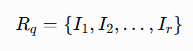 R_q = {I_1, I_2, …, I_r}